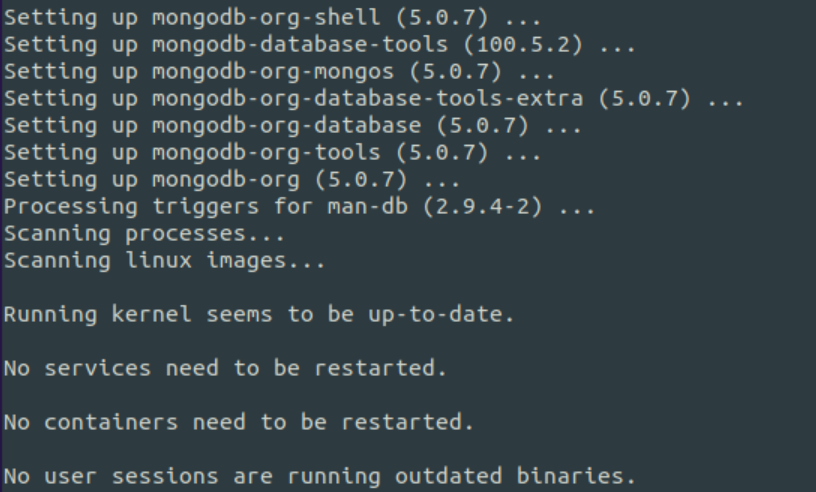 Setting up mongodb-org-shell (5.0.7) ...
Setting up mongodb-database-tools (100.5.2) ...
Setting up mongodb-org-mongos (5.0.7) ...
Setting up mongodb-org-database-tools-extra (5.0.7) ...
Setting up mongodb-org-database (5.0.7) ...
Setting up mongodb-org-tools (5.0.7) ...
Setting up mongodb-org (5.0.7) ...
Processing triggers for man-db (2.9.4-2) ...
Scanning processes...
Scanning linux images...
Running kernel seems to be up-to-date.
No services need to be restarted.
No containers need to be restarted.
No user sessions are running outdated binaries.